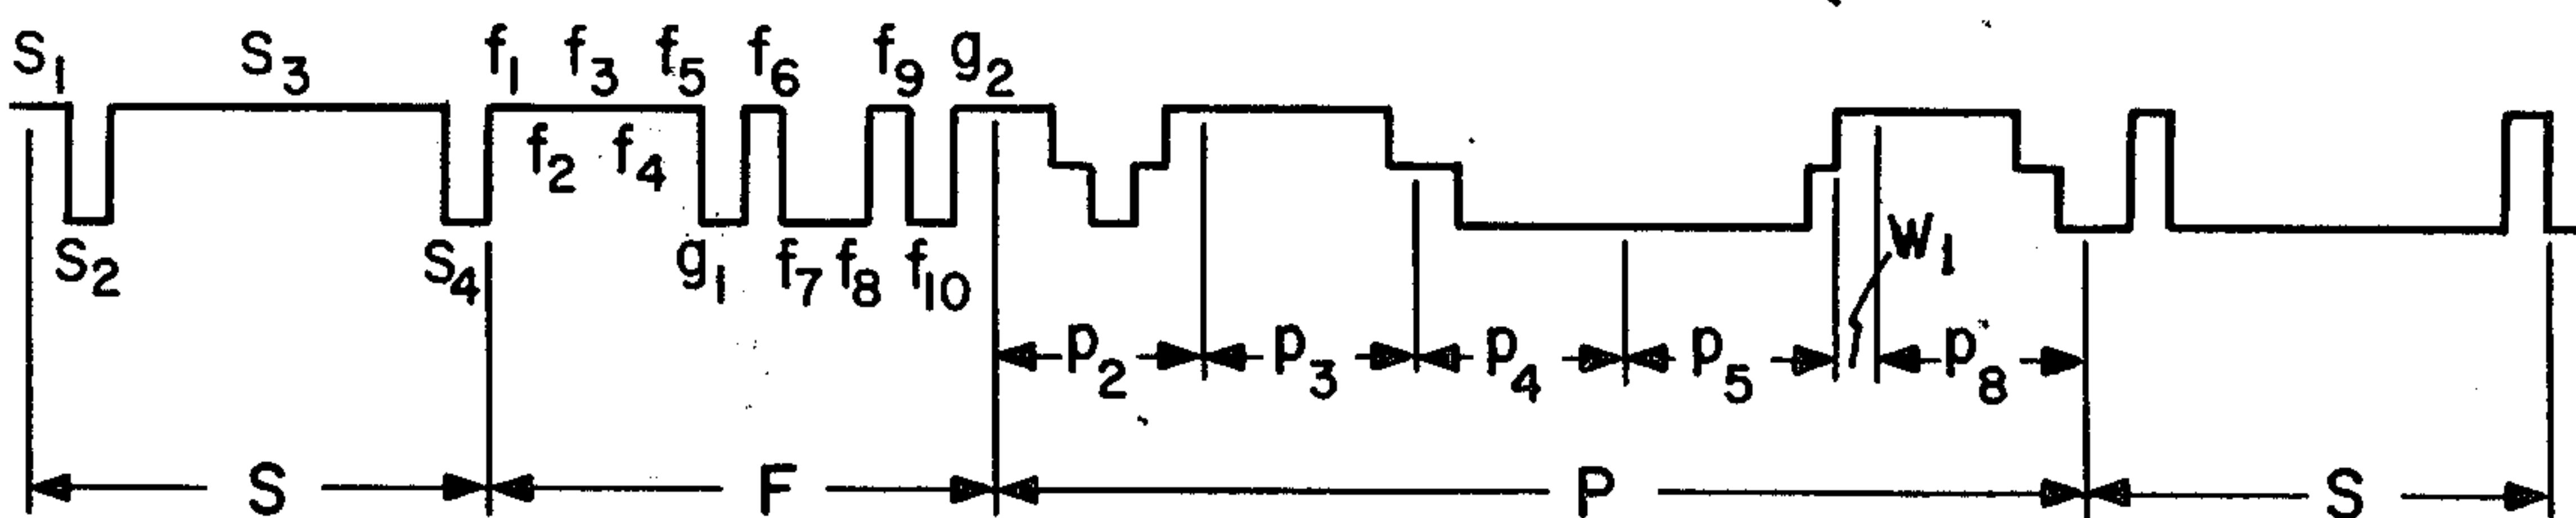 S₁ S₃ f₁ f₃ f₅ f₆ f₉ g₂
f₂ f₄
S₂ S₄ g₁ f₇ f₈ f₁₀ W₁
p₂ p₃ p₄ p₅ p₈
S F P S